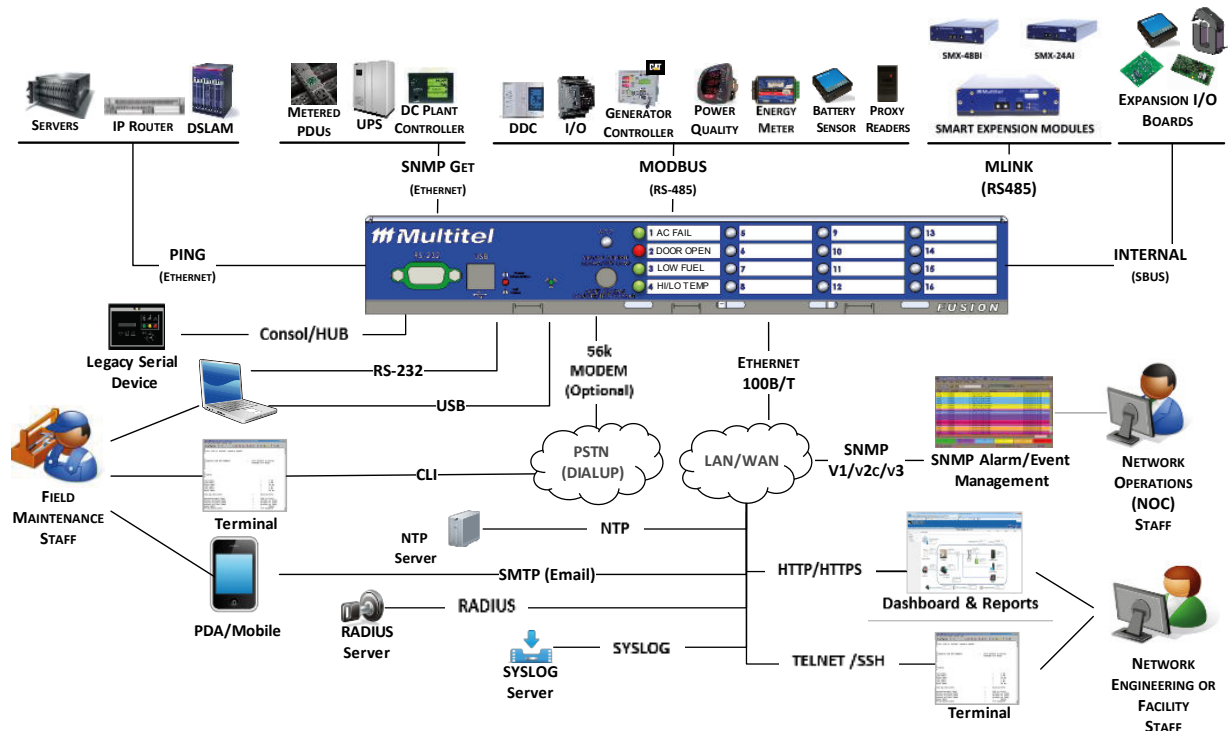 SMX-48BI
SMX-24AI
SERVERS
IP ROUTER
DSLAM
METERED
PDUS
UPS
DC PLANT
CONTROLLER
CAT
DDC
I/O
GENERATOR
CONTROLLER
POWER
QUALITY
ENERGY
METER
BATTERY
SENSOR
PROXY
READERS
SMART EXPENSION MODULES
EXPANSION I/O
BOARDS
SNMP GET
(ETHERNET)
MODBUS
(RS-485)
MLINK
(RS485)
PING
(ETHERNET)
INTERNAL
(SBUS)
Multitel
RS-232
USB
1 AC FAIL
2 DOOR OPEN
3 LOW FUEL
4 HI/LO TEMP
5
6
7
8
9
10
11
12
13
14
15
16
FUSION
Legacy Serial
Device
Consol/HUB
RS-232
USB
56k
MODEM
(Optional)
ETHERNET
100B/T
FIELD
MAINTENANCE
STAFF
Terminal
CLI
PSTN
(DIALUP)
LAN/WAN
SNMP
V1/V2C/V3
SNMP Alarm/Event
Management
NETWORK
OPERATIONS
(NOC)
STAFF
NTP
Server
NTP
PDA/Mobile
SMTP (Email)
HTTP/HTTPS
Dashboard & Reports
RADIUS
Server
RADIUS
SYSLOG
Server
SYSLOG
TELNET /SSH
Terminal
NETWORK
ENGINEERING OR
FACILITY
STAFF